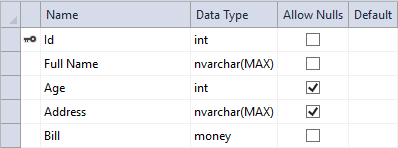 Name Data Type Allow Nulls Default
Id int
Full Name nvarchar(MAX)
Age int
Address nvarchar(MAX)
Bill money